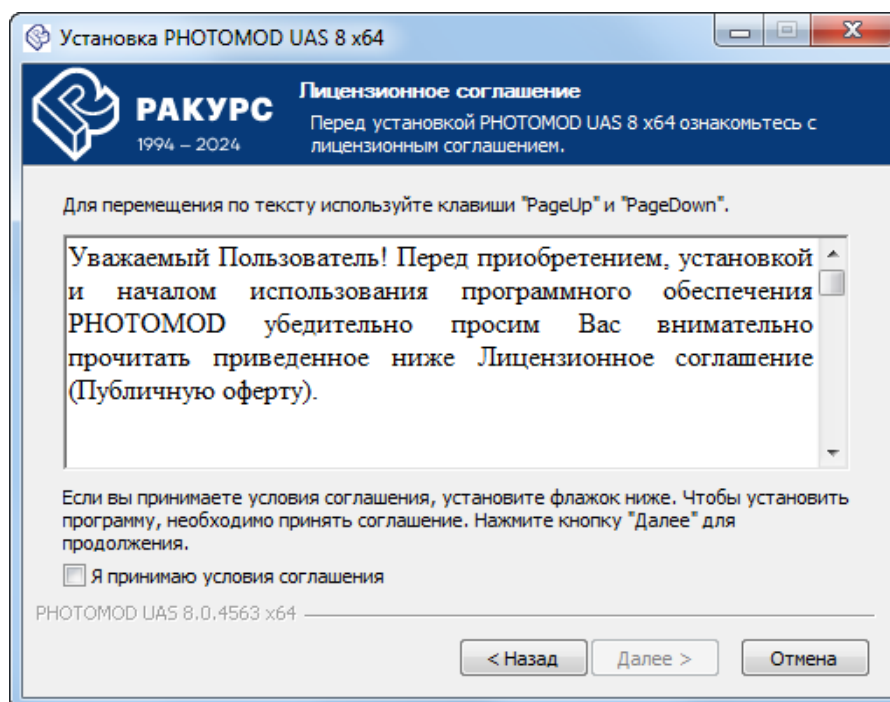 Установка PHOTOMOD UAS 8 x64
X
РАКУРС
1994 – 2024
Лицензионное соглашение
Перед установкой PHOTOMOD UAS 8 x64 ознакомьтесь с
лицензионным соглашением.
Для перемещения по тексту используйте клавиши "PageUp" и "PageDown".
Уважаемый Пользователь! Перед приобретением, установкой
и началом использования программного обеспечения
PHOTOMOD убедительно просим Вас внимательно
прочитать приведенное ниже Лицензионное соглашение
(Публичную оферту).
Если вы принимаете условия соглашения, установите флажок ниже. Чтобы установить
программу, необходимо принять соглашение. Нажмите кнопку "Далее" для
продолжения.
Я принимаю условия соглашения
PHOTOMOD UAS 8.0.4563 x64
< Назад
Далее >
Отмена